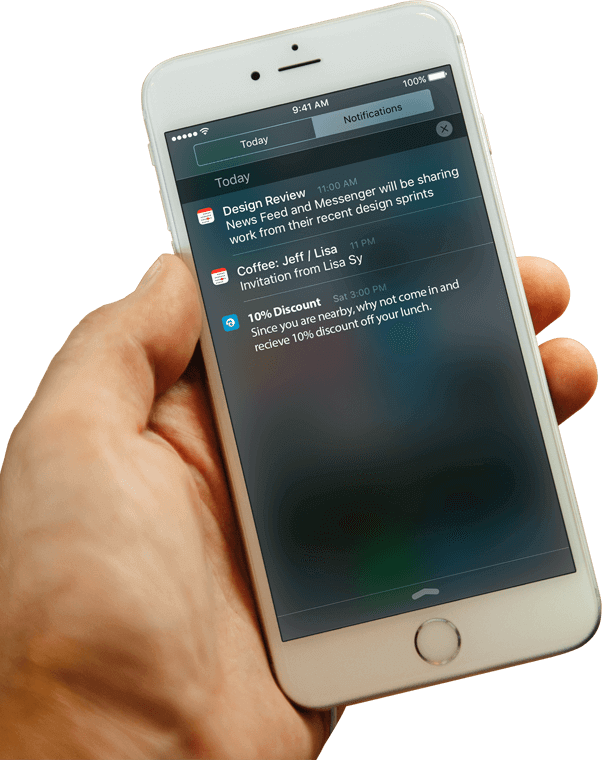 9:41 AM
100%
Today
Notifications
Today
Design Review 11:00 AM
News Feed and Messenger will be sharing
work from their recent design sprints
Coffee: Jeff / Lisa 11 PM
Invitation from Lisa Sy
10% Discount Sat 3:00 PM
Since you are nearby, why not come in and
recieve 10% discount off your lunch.